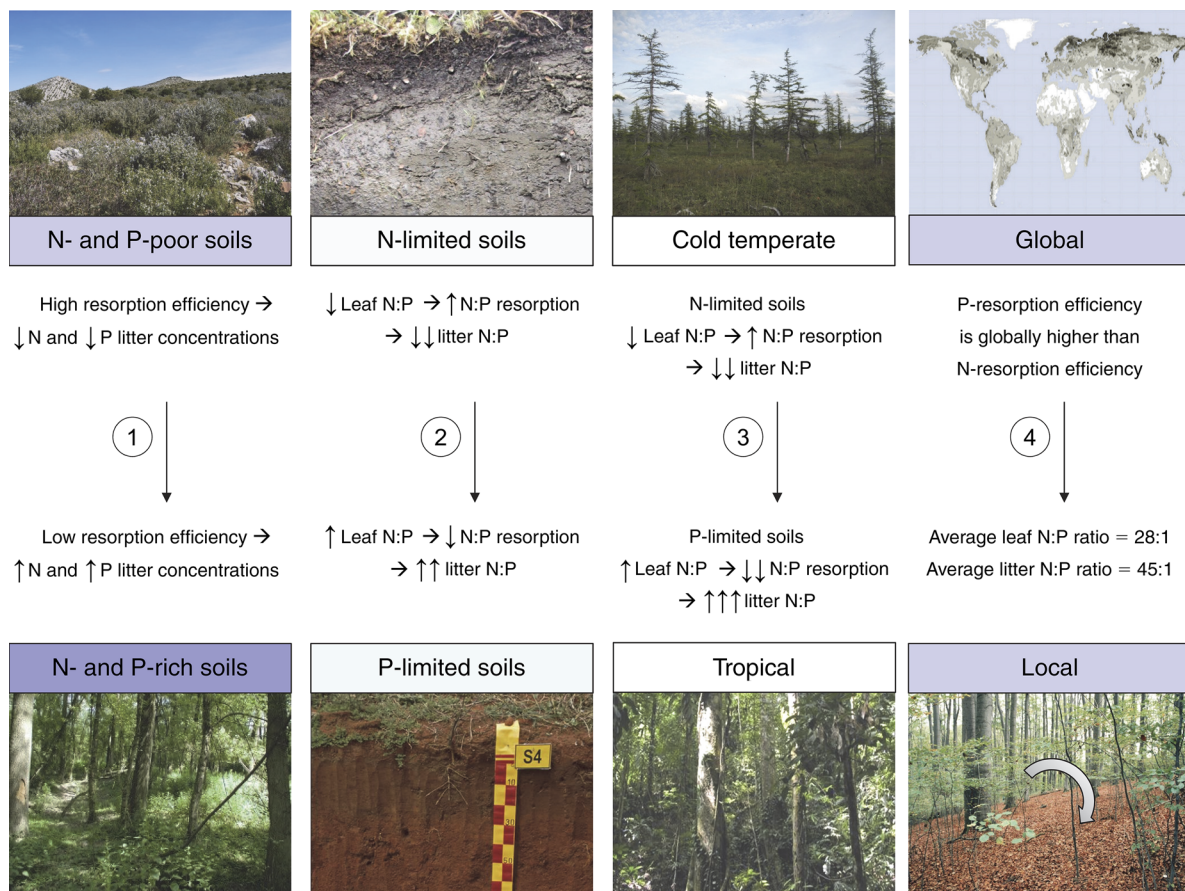 N- and P-poor soils
High resorption efficiency →
↓N and ↓P litter concentrations
1
Low resorption efficiency →
↑N and ↑P litter concentrations
N- and P-rich soils
N-limited soils
↓Leaf N:P → ↑N:P resorption
→ ↓↓litter N:P
2
↑Leaf N:P → ↓N:P resorption
→ ↑↑ litter N:P
P-limited soils
S4
10
30
50
Cold temperate
N-limited soils
↓Leaf N:P → ↑ N:P resorption
→ ↓↓ litter N:P
3
P-limited soils
↑Leaf N:P → ↓↓ N:P resorption
→ ↑↑↑litter N:P
Tropical
Global
P-resorption efficiency
is globally higher than
N-resorption efficiency
4
Average leaf N:P ratio = 28:1
Average litter N:P ratio = 45:1
Local